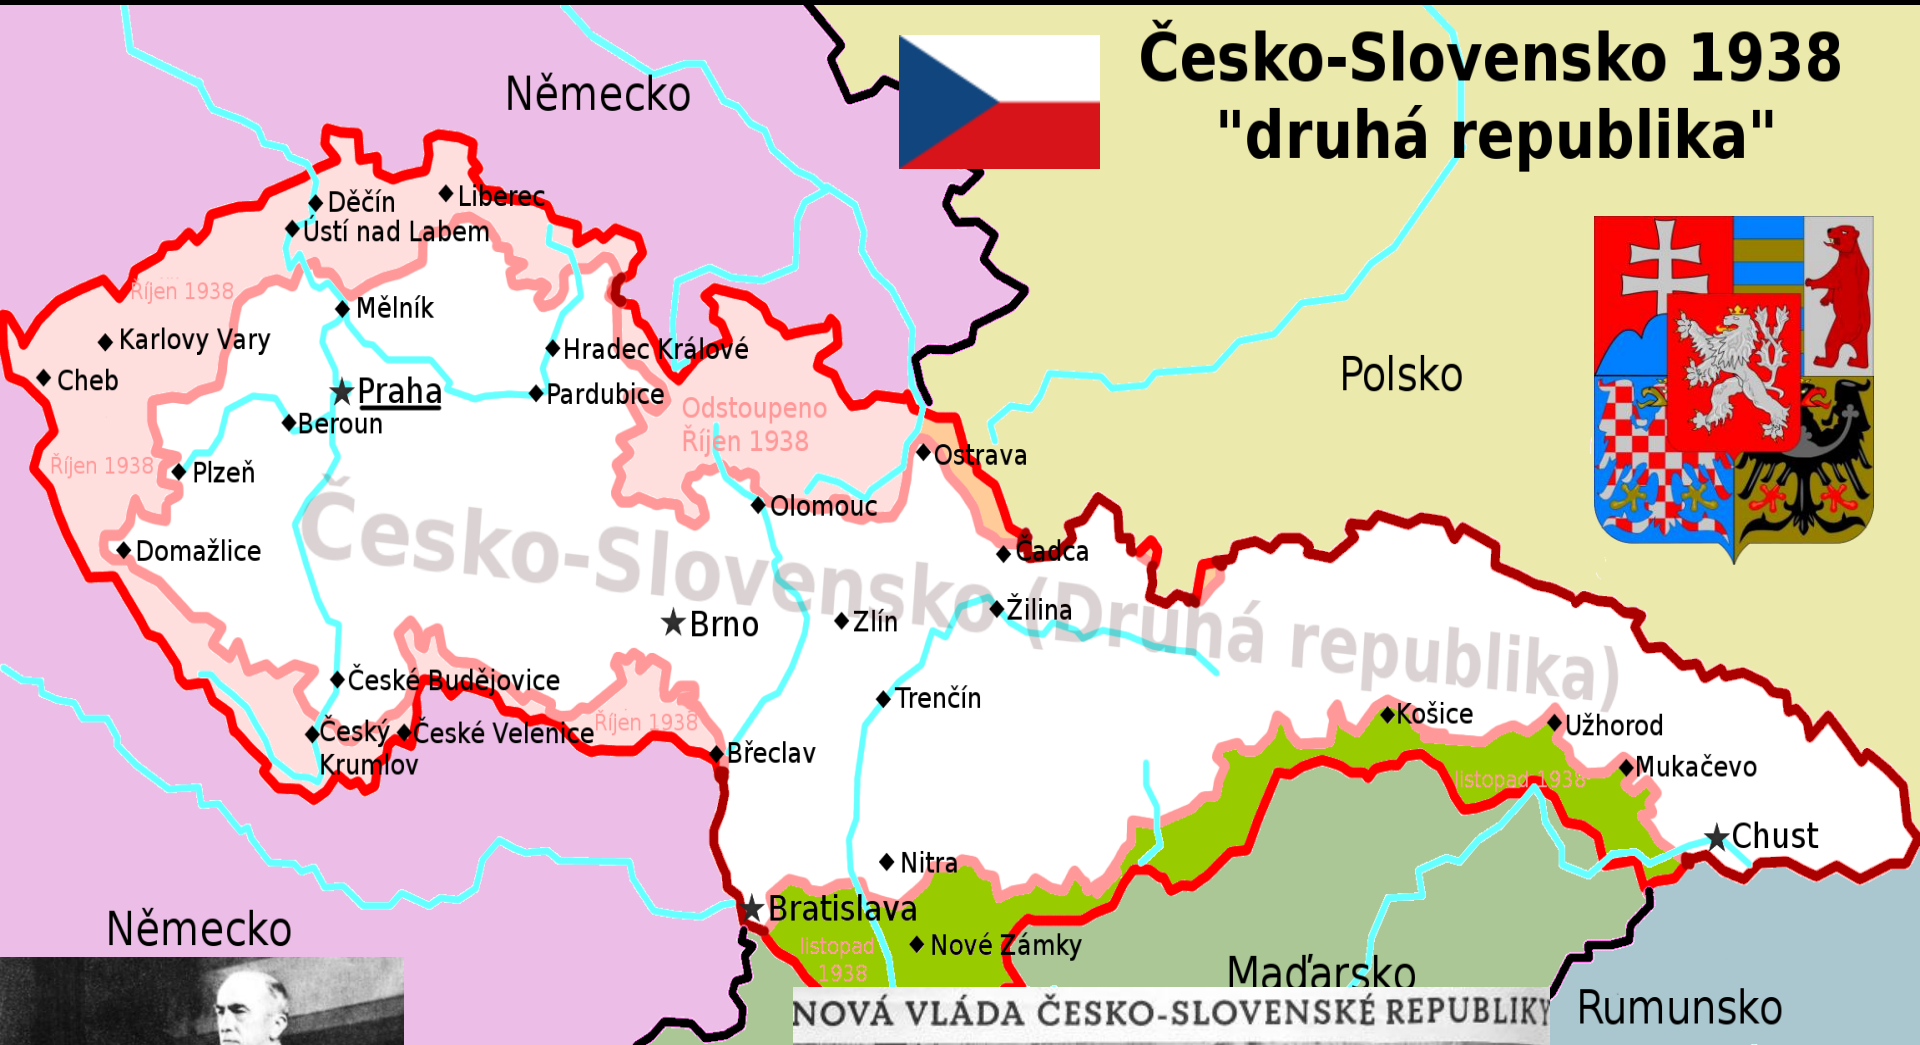 Česko-Slovensko 1938
"druhá republika"
Německo
Děčín
Liberec
Ústí nad Labem
Říjen 1938
Mělník
Karlovy Vary
Hradec Králové
Cheb
Praha
Pardubice
Polsko
Beroun
Odstoupeno
Říjen 1938
Ostrava
Říjen 1938
Plzeň
Olomouc
Česko-Slovensko (Druhá republika)
Domažlice
Čadca
Žilina
Brno
Zlín
České Budějovice
Trenčín
Košice
Užhorod
Říjen 1938
Český
Krumlov
České Velenice
Břeclav
listopad 1938
Mukačevo
Chust
Nitra
Bratislava
Německo
listopad
1938
Nové Zámky
Maďarsko
Rumunsko
NOVÁ VLÁDA ČESKO-SLOVENSKÉ REPUBLIKY